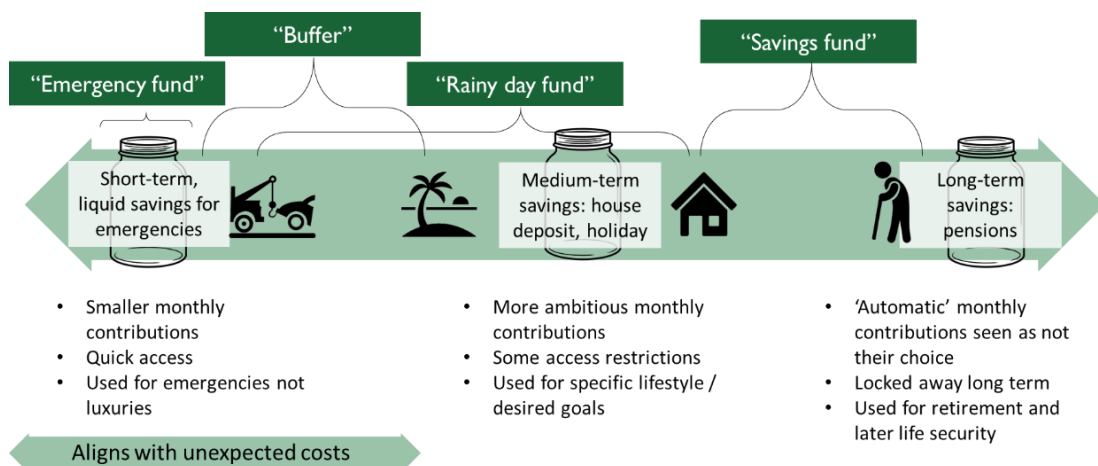 “Buffer”
“Savings fund”
“Emergency fund”
“Rainy day fund”
Short-term,
liquid savings for
emergencies
Medium-term
savings: house
deposit, holiday
Long-term
savings:
pensions
• Smaller monthly
contributions
• Quick access
• Used for emergencies not
luxuries
• More ambitious monthly
contributions
• Some access restrictions
• Used for specific lifestyle /
desired goals
• ‘Automatic’ monthly
contributions seen as not
their choice
• Locked away long term
• Used for retirement and
later life security
Aligns with unexpected costs